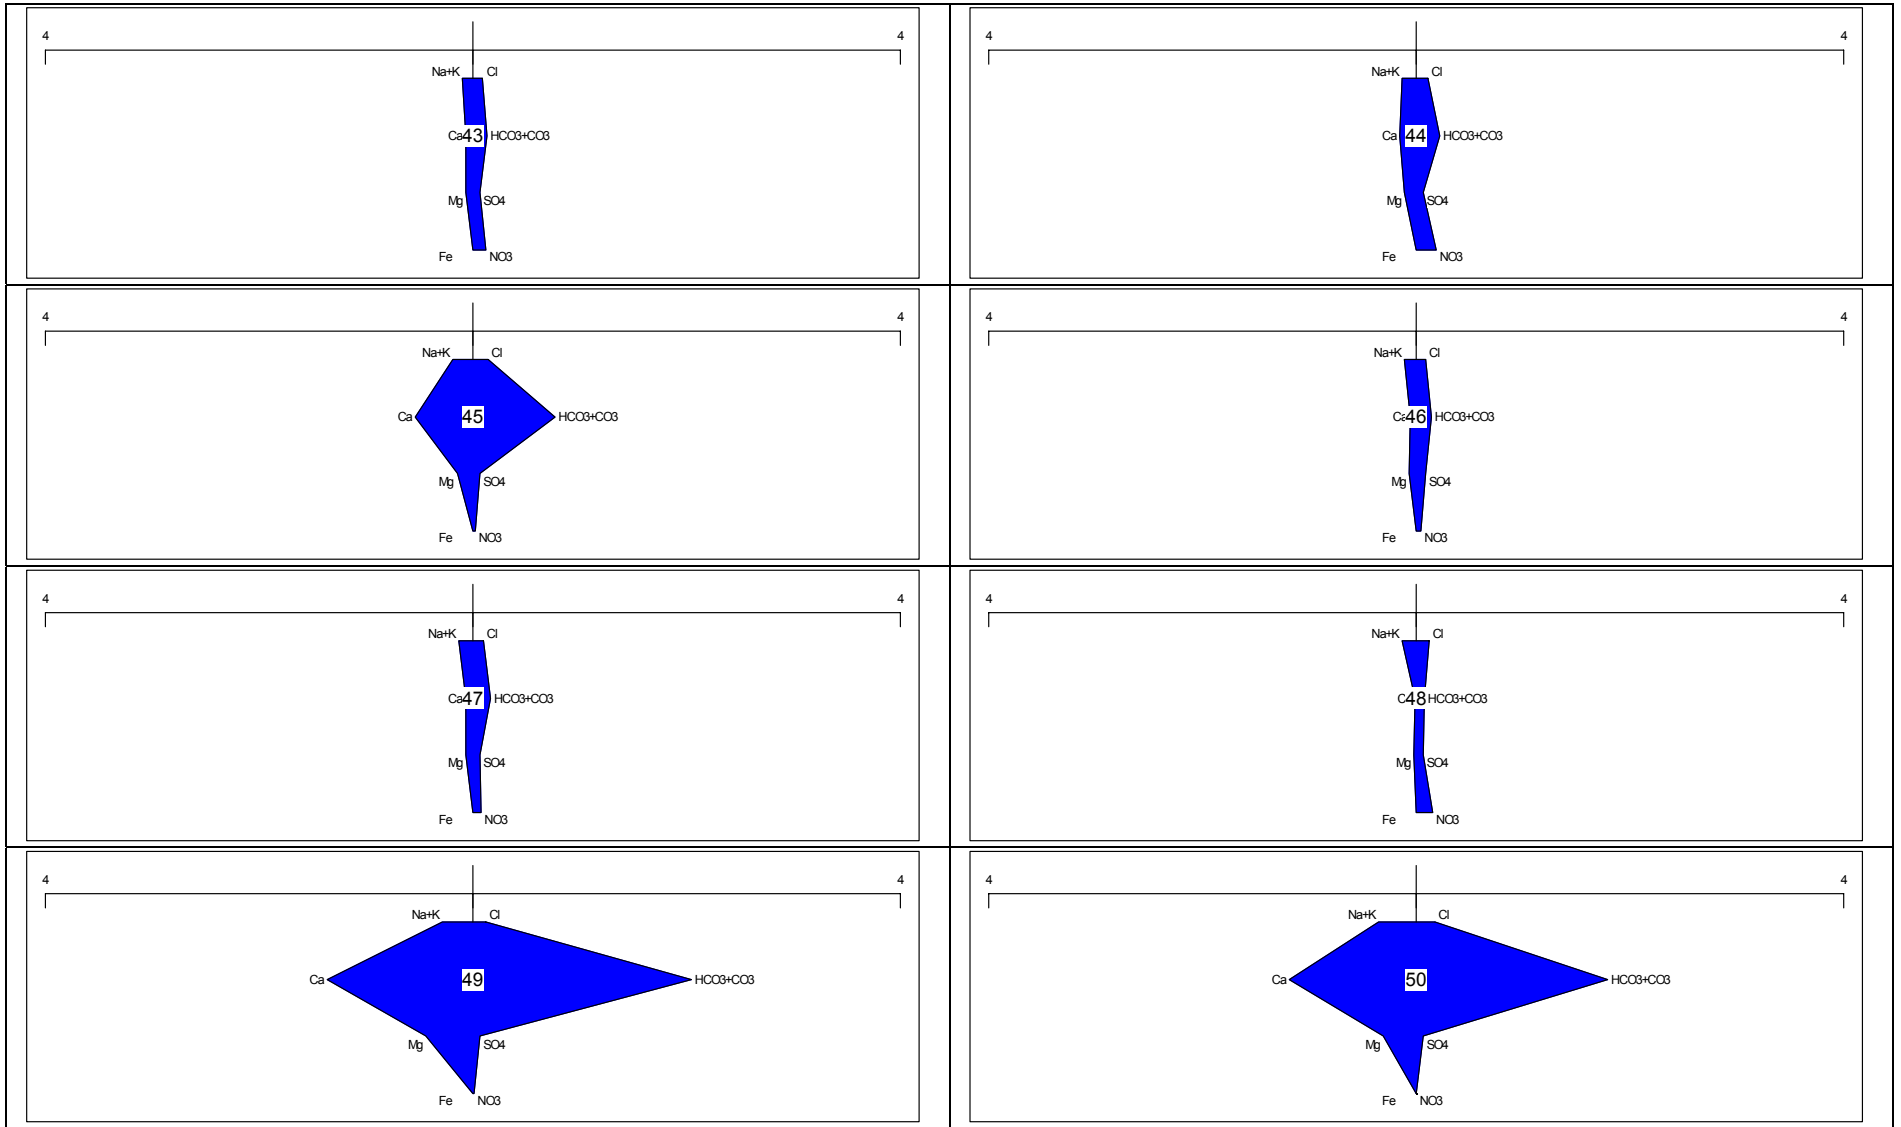 4 4
Na+K Cl
Ca 43 HCO3+CO3
Mg SO4
Fe NO3
4 4
Na+K Cl
Ca 44 HCO3+CO3
Mg SO4
Fe NO3
4 4
Na+K Cl
Ca 45 HCO3+CO3
Mg SO4
Fe NO3
4 4
Na+K Cl
Ca 46 HCO3+CO3
Mg SO4
Fe NO3
4 4
Na+K Cl
Ca 47 HCO3+CO3
Mg SO4
Fe NO3
4 4
Na+K Cl
C 48 HCO3+CO3
Mg SO4
Fe NO3
4 4
Na+K Cl
Ca 49 HCO3+CO3
Mg SO4
Fe NO3
4 4
Na+K Cl
Ca 50 HCO3+CO3
Mg SO4
Fe NO3